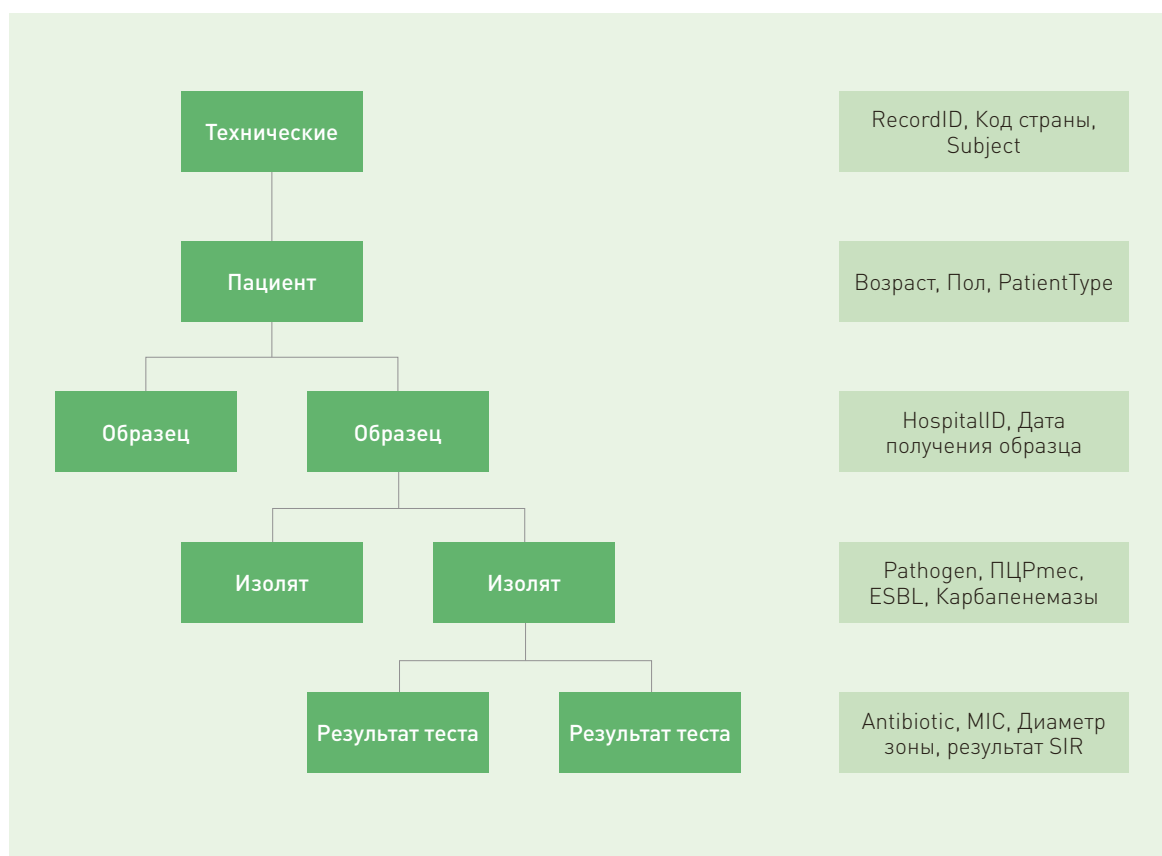 Технические
RecordID, Код страны,
Subject
Пациент
Возраст, Пол, PatientType
Образец
Образец
HospitalID, Дата
получения образца
Изолят
Изолят
Pathogen, ПЦРmec,
ESBL, Карбапенемазы
Результат теста
Результат теста
Antibiotic, MIC, Диаметр
зоны, результат SIR